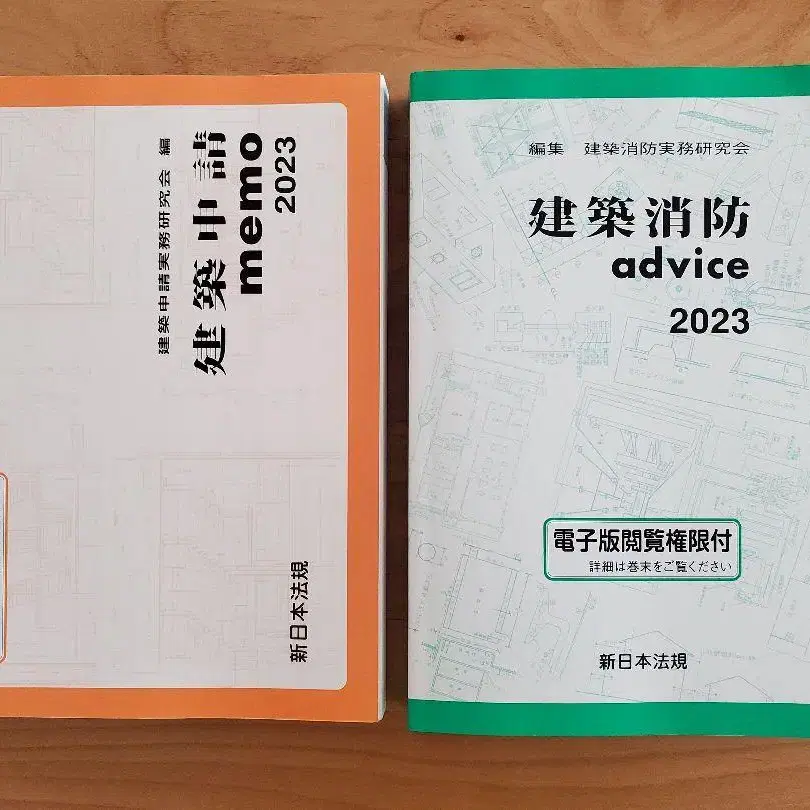 建築申請実務研究会 編
建築申請
memo
2023
新日本法規
編集 建築消防実務研究会
建築消防
advice
2023
電子版閲覧権限付
詳細は巻末をご覧ください
新日本法規